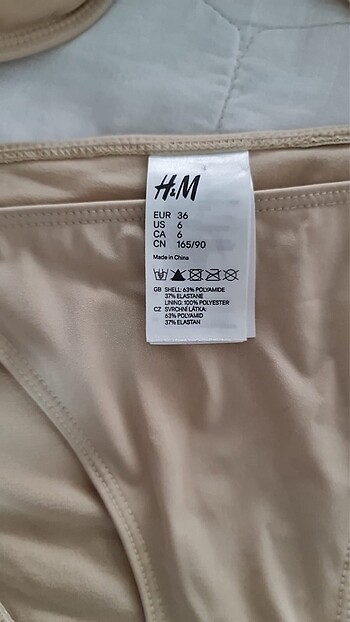 H&M
EUR 36
US 6
CA 6
CN 165/90
Made in China
GB SHELL: 63% POLYAMIDE
37% ELASTANE
LINING: 100% POLYESTER
CZ SVRCHNÍ LÁTKA:
63% POLYAMID
37% ELASTAN